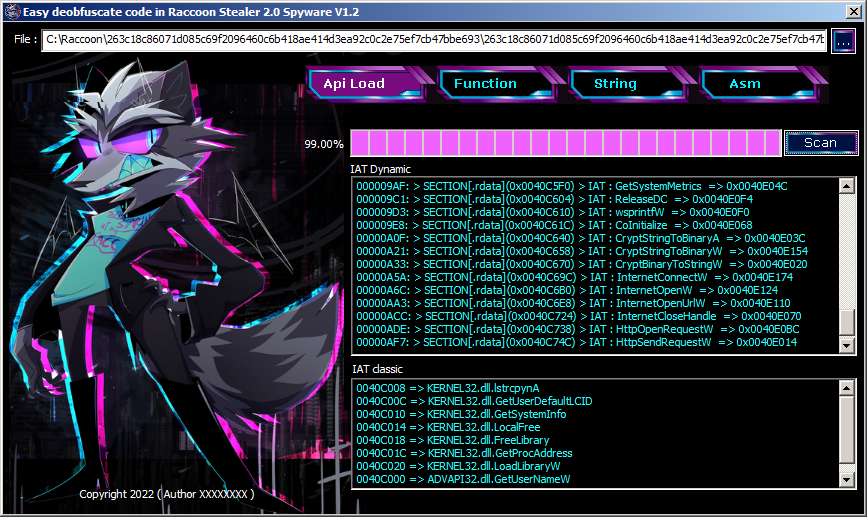 Easy deobfuscate code in Raccoon Stealer 2.0 Spyware V1.2
File : C:\Raccoon\263c18c86071d085c69f2096460c6b418ae414d3ea92c0c2e75ef7cb47bbe693\263c18c86071d085c69f2096460c6b418ae414d3ea92c0c2e75ef7cb47b ...
Api Load Function String Asm
99.00% Scan
IAT Dynamic
000009AF: > SECTION[.rdata](0x0040C5F0) > IAT : GetSystemMetrics => 0x0040E04C
000009C1: > SECTION[.rdata](0x0040C604) > IAT : ReleaseDC => 0x0040E0F4
000009D3: > SECTION[.rdata](0x0040C610) > IAT : wsprintfW => 0x0040E0F0
000009E8: > SECTION[.rdata](0x0040C61C) > IAT : CoInitialize => 0x0040E068
00000A0F: > SECTION[.rdata](0x0040C640) > IAT : CryptStringToBinaryA => 0x0040E03C
00000A21: > SECTION[.rdata](0x0040C658) > IAT : CryptStringToBinaryW => 0x0040E154
00000A33: > SECTION[.rdata](0x0040C670) > IAT : CryptBinaryToStringW => 0x0040E020
00000A5A: > SECTION[.rdata](0x0040C69C) > IAT : InternetConnectW => 0x0040E174
00000A6C: > SECTION[.rdata](0x0040C6B0) > IAT : InternetOpenW => 0x0040E124
00000AA3: > SECTION[.rdata](0x0040C6E8) > IAT : InternetOpenUrlW => 0x0040E110
00000ACC: > SECTION[.rdata](0x0040C724) > IAT : InternetCloseHandle => 0x0040E070
00000ADE: > SECTION[.rdata](0x0040C738) > IAT : HttpOpenRequestW => 0x0040E0BC
00000AF7: > SECTION[.rdata](0x0040C74C) > IAT : HttpSendRequestW => 0x0040E014
IAT classic
0040C008 => KERNEL32.dll.lstrcpynA
0040C00C => KERNEL32.dll.GetUserDefaultLCID
0040C010 => KERNEL32.dll.GetSystemInfo
0040C014 => KERNEL32.dll.LocalFree
0040C018 => KERNEL32.dll.FreeLibrary
0040C01C => KERNEL32.dll.GetProcAddress
0040C020 => KERNEL32.dll.LoadLibraryW
0040C000 => ADVAPI32.dll.GetUserNameW
Copyright 2022 ( Author XXXXXXXX )